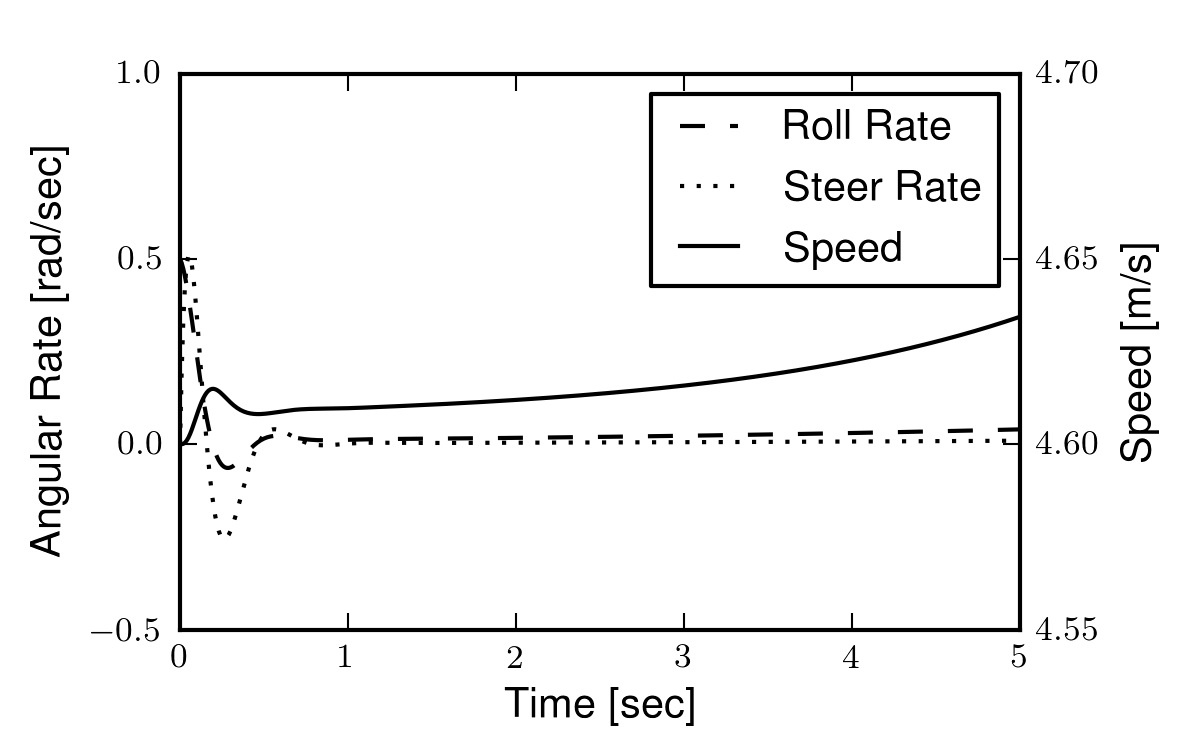 1.0
0.5
0.0
−0.5
Angular Rate [rad/sec]
4.70
4.65
4.60
4.55
Speed [m/s]
Roll Rate
Steer Rate
Speed
0 1 2 3 4 5
Time [sec]